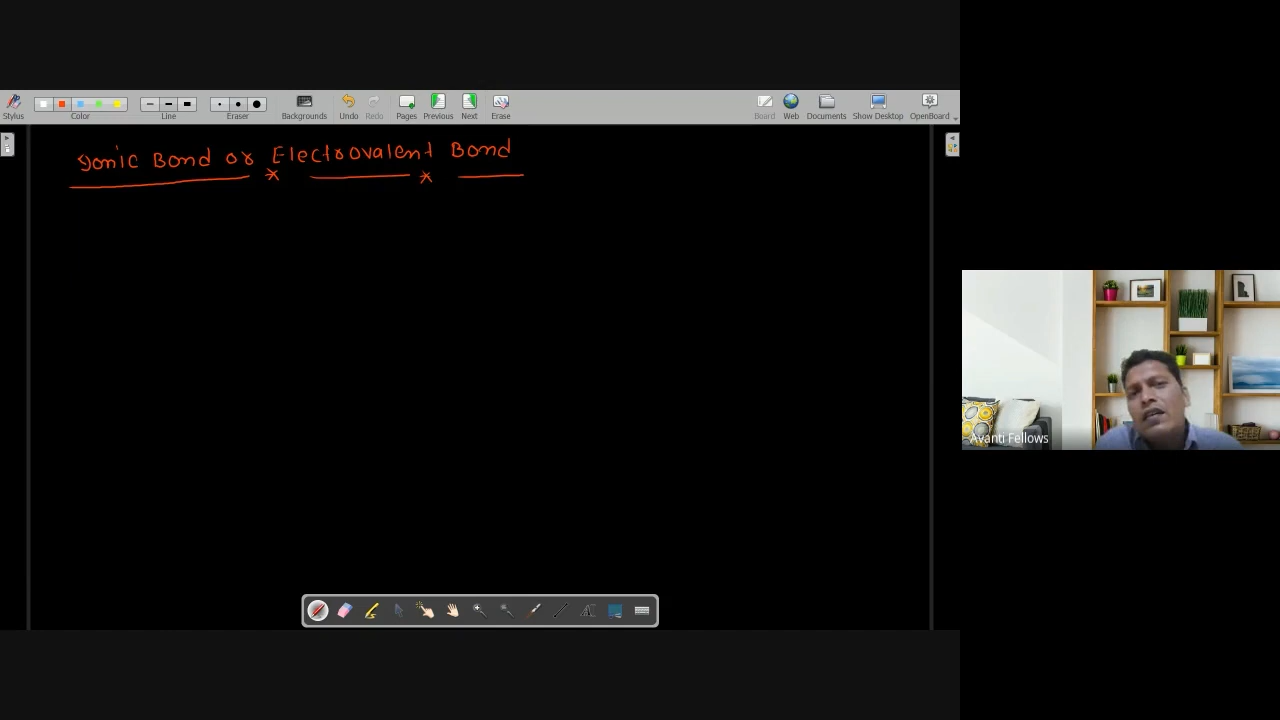 Stylus Color Line Eraser Backgrounds Undo Redo Pages Previous Next Erase Board Web Documents Show Desktop OpenBoard
Ionic Bond or Electrovalent Bond
Avanti Fellows